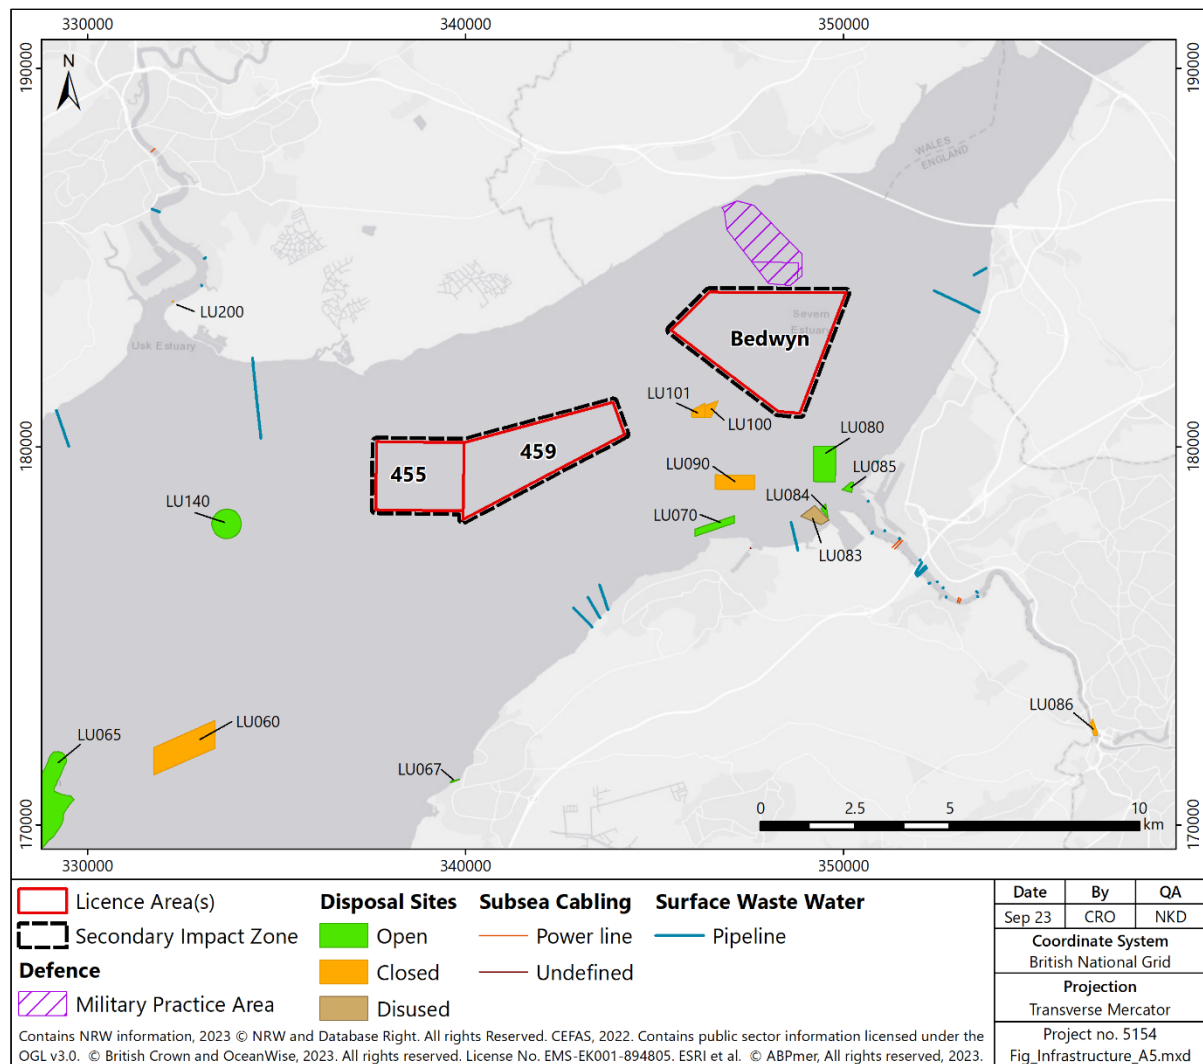 330000
340000
350000
190000
190000
N
WALES
ENGLAND
LU200
Usk Estuary
Severn
Estuary
Bedwyn
LU101
LU100
459
455
180000
180000
LU080
LU090
LU085
LU140
LU084
LU070
LU083
LU060
LU065
LU086
LU067
0
2.5
5
10
km
170000
170000
330000
340000
350000
Licence Area(s)
Secondary Impact Zone
Defence
Military Practice Area
Disposal Sites
Open
Closed
Disused
Subsea Cabling
Power line
Undefined
Surface Waste Water
Pipeline
Date By QA
Sep 23 CRO NKD
Coordinate System
British National Grid
Projection
Transverse Mercator
Project no. 5154
Fig_Infrastructure_A5.mxd
Contains NRW information, 2023 © NRW and Database Right. All rights Reserved. CEFAS, 2022. Contains public sector information licensed under the
OGL v3.0. © British Crown and OceanWise, 2023. All rights reserved. License No. EMS-EK001-894805. ESRI et al. © ABPmer, All rights reserved, 2023.